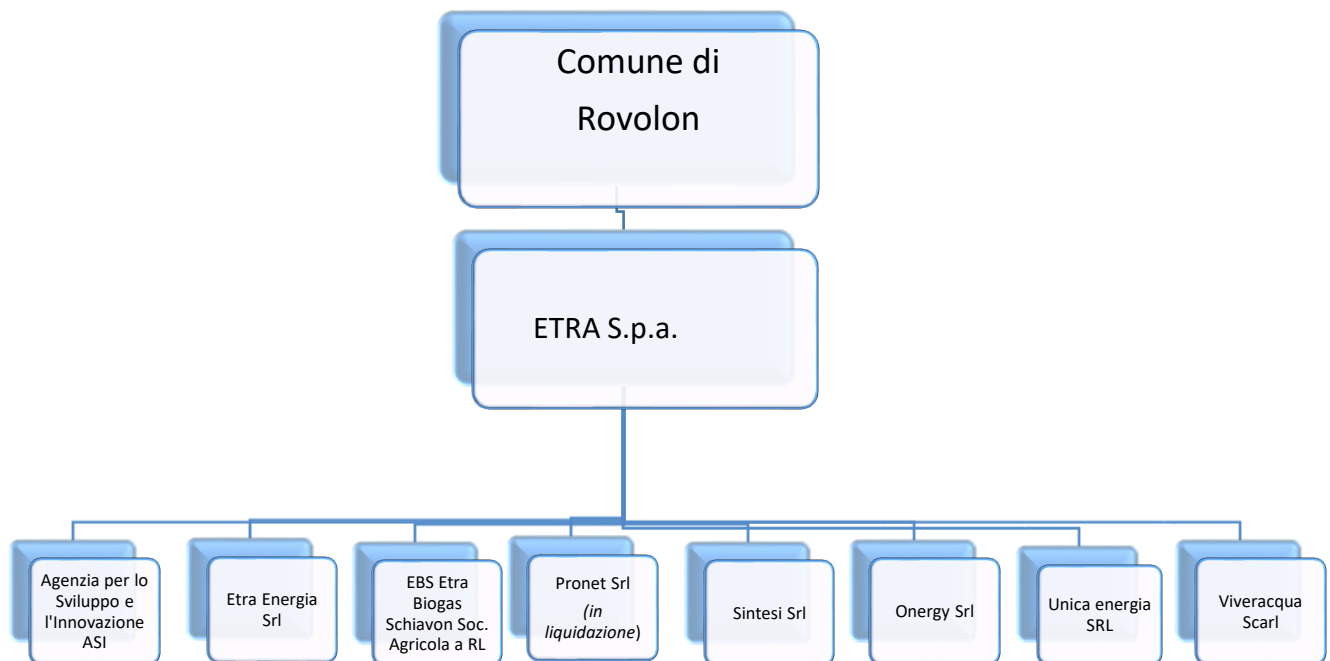 Comune di
Rovolon
ETRA S.p.a.
Agenzia per lo
Sviluppo e
l'Innovazione
ASI
Etra Energia
Srl
EBS Etra
Biogas
Schiavon Soc.
Agricola a RL
Pronet Srl
(in
liquidazione)
Sintesi Srl
Onergy Srl
Unica energia
SRL
Viveracqua
Scarl